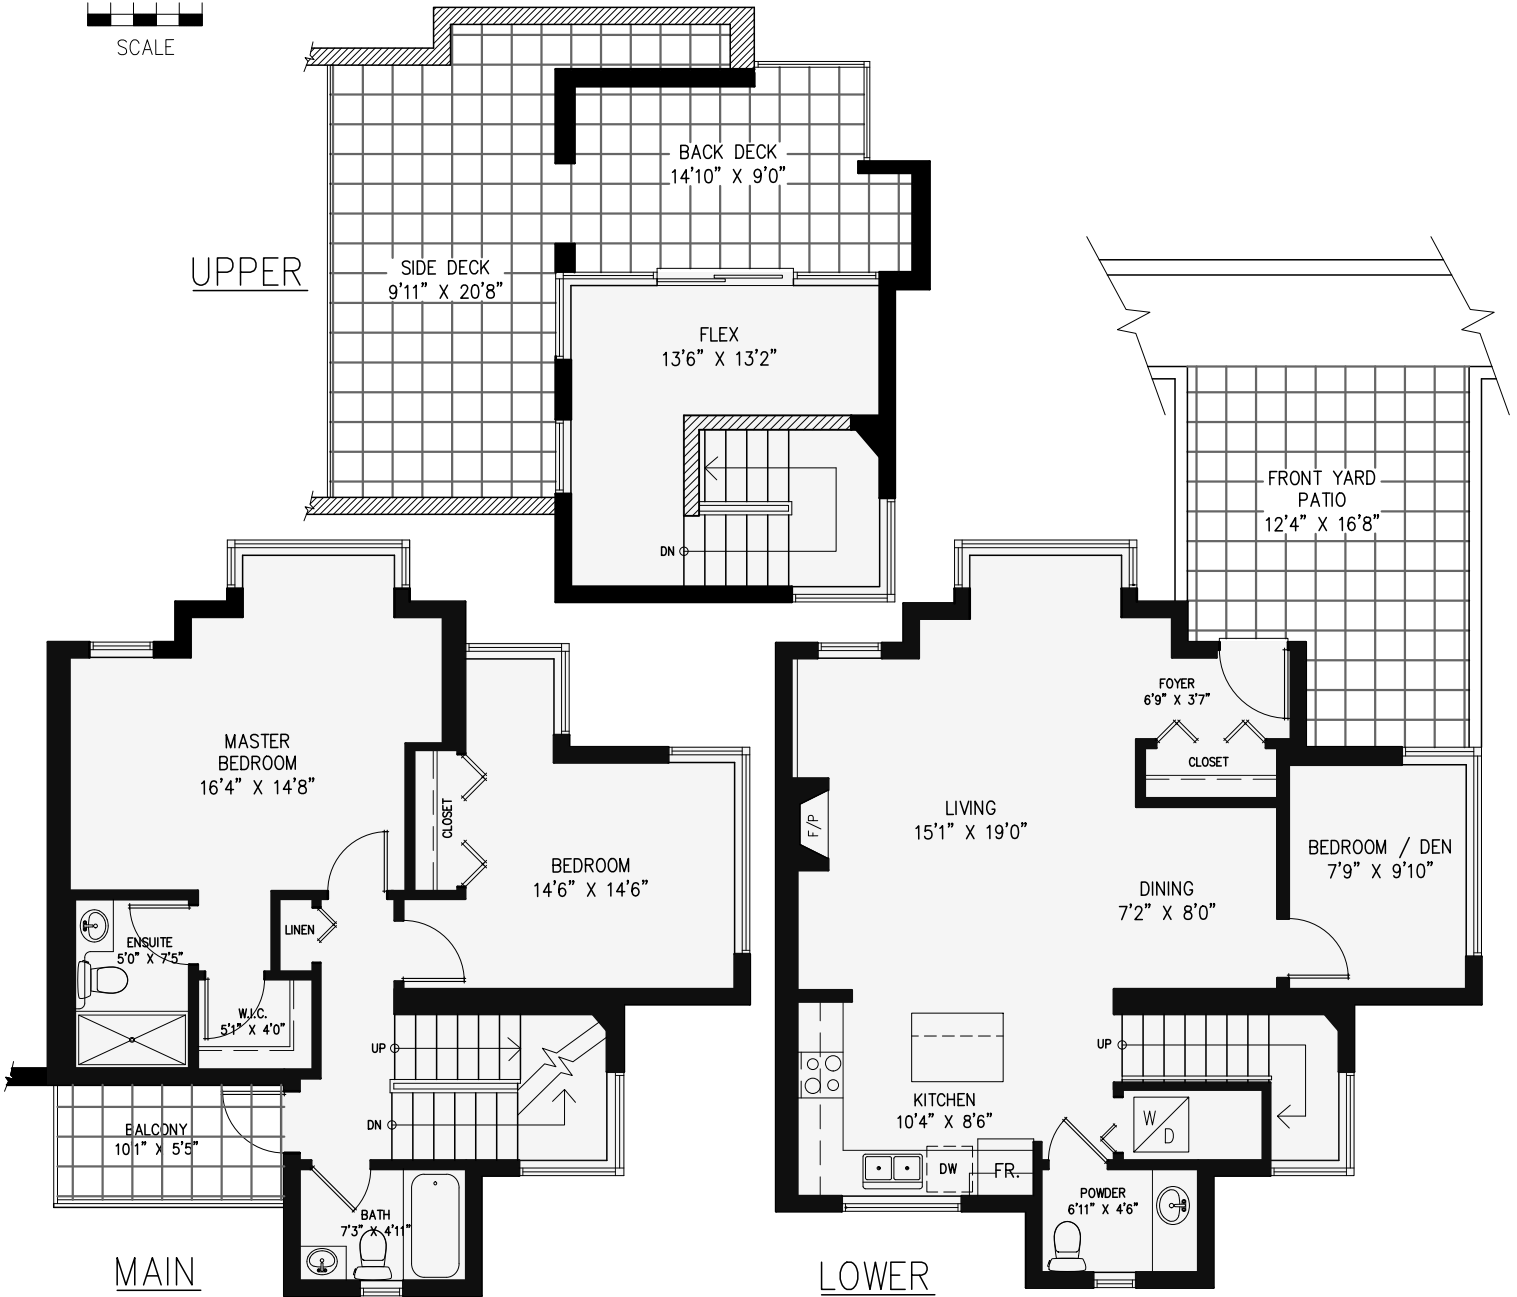 SCALE
BACK DECK
14'10" X 9'0"
UPPER
SIDE DECK
9'11" X 20'8"
FLEX
13'6" X 13'2"
DN
FRONT YARD
PATIO
12'4" X 16'8"
MASTER
BEDROOM
16'4" X 14'8"
CLOSET
BEDROOM
14'6" X 14'6"
LINEN
ENSUITE
5'0" X 7'5"
W.I.C.
5'1" X 4'0"
UP
DN
BALCONY
10'1" X 5'5"
BATH
7'3" X 4'11"
MAIN
FOYER
6'9" X 3'7"
CLOSET
LIVING
15'1" X 19'0"
F/P
BEDROOM / DEN
7'9" X 9'10"
DINING
7'2" X 8'0"
UP
KITCHEN
10'4" X 8'6"
W/D
DW
FR.
POWDER
6'11" X 4'6"
LOWER